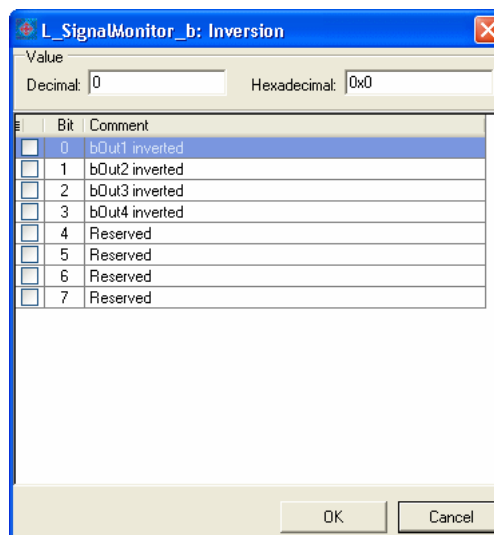 L_SignalMonitor_b: Inversion
Value
Decimal: 0 Hexadecimal: 0x0
Bit Comment
0 bOut1 inverted
1 bOut2 inverted
2 bOut3 inverted
3 bOut4 inverted
4 Reserved
5 Reserved
6 Reserved
7 Reserved
OK Cancel